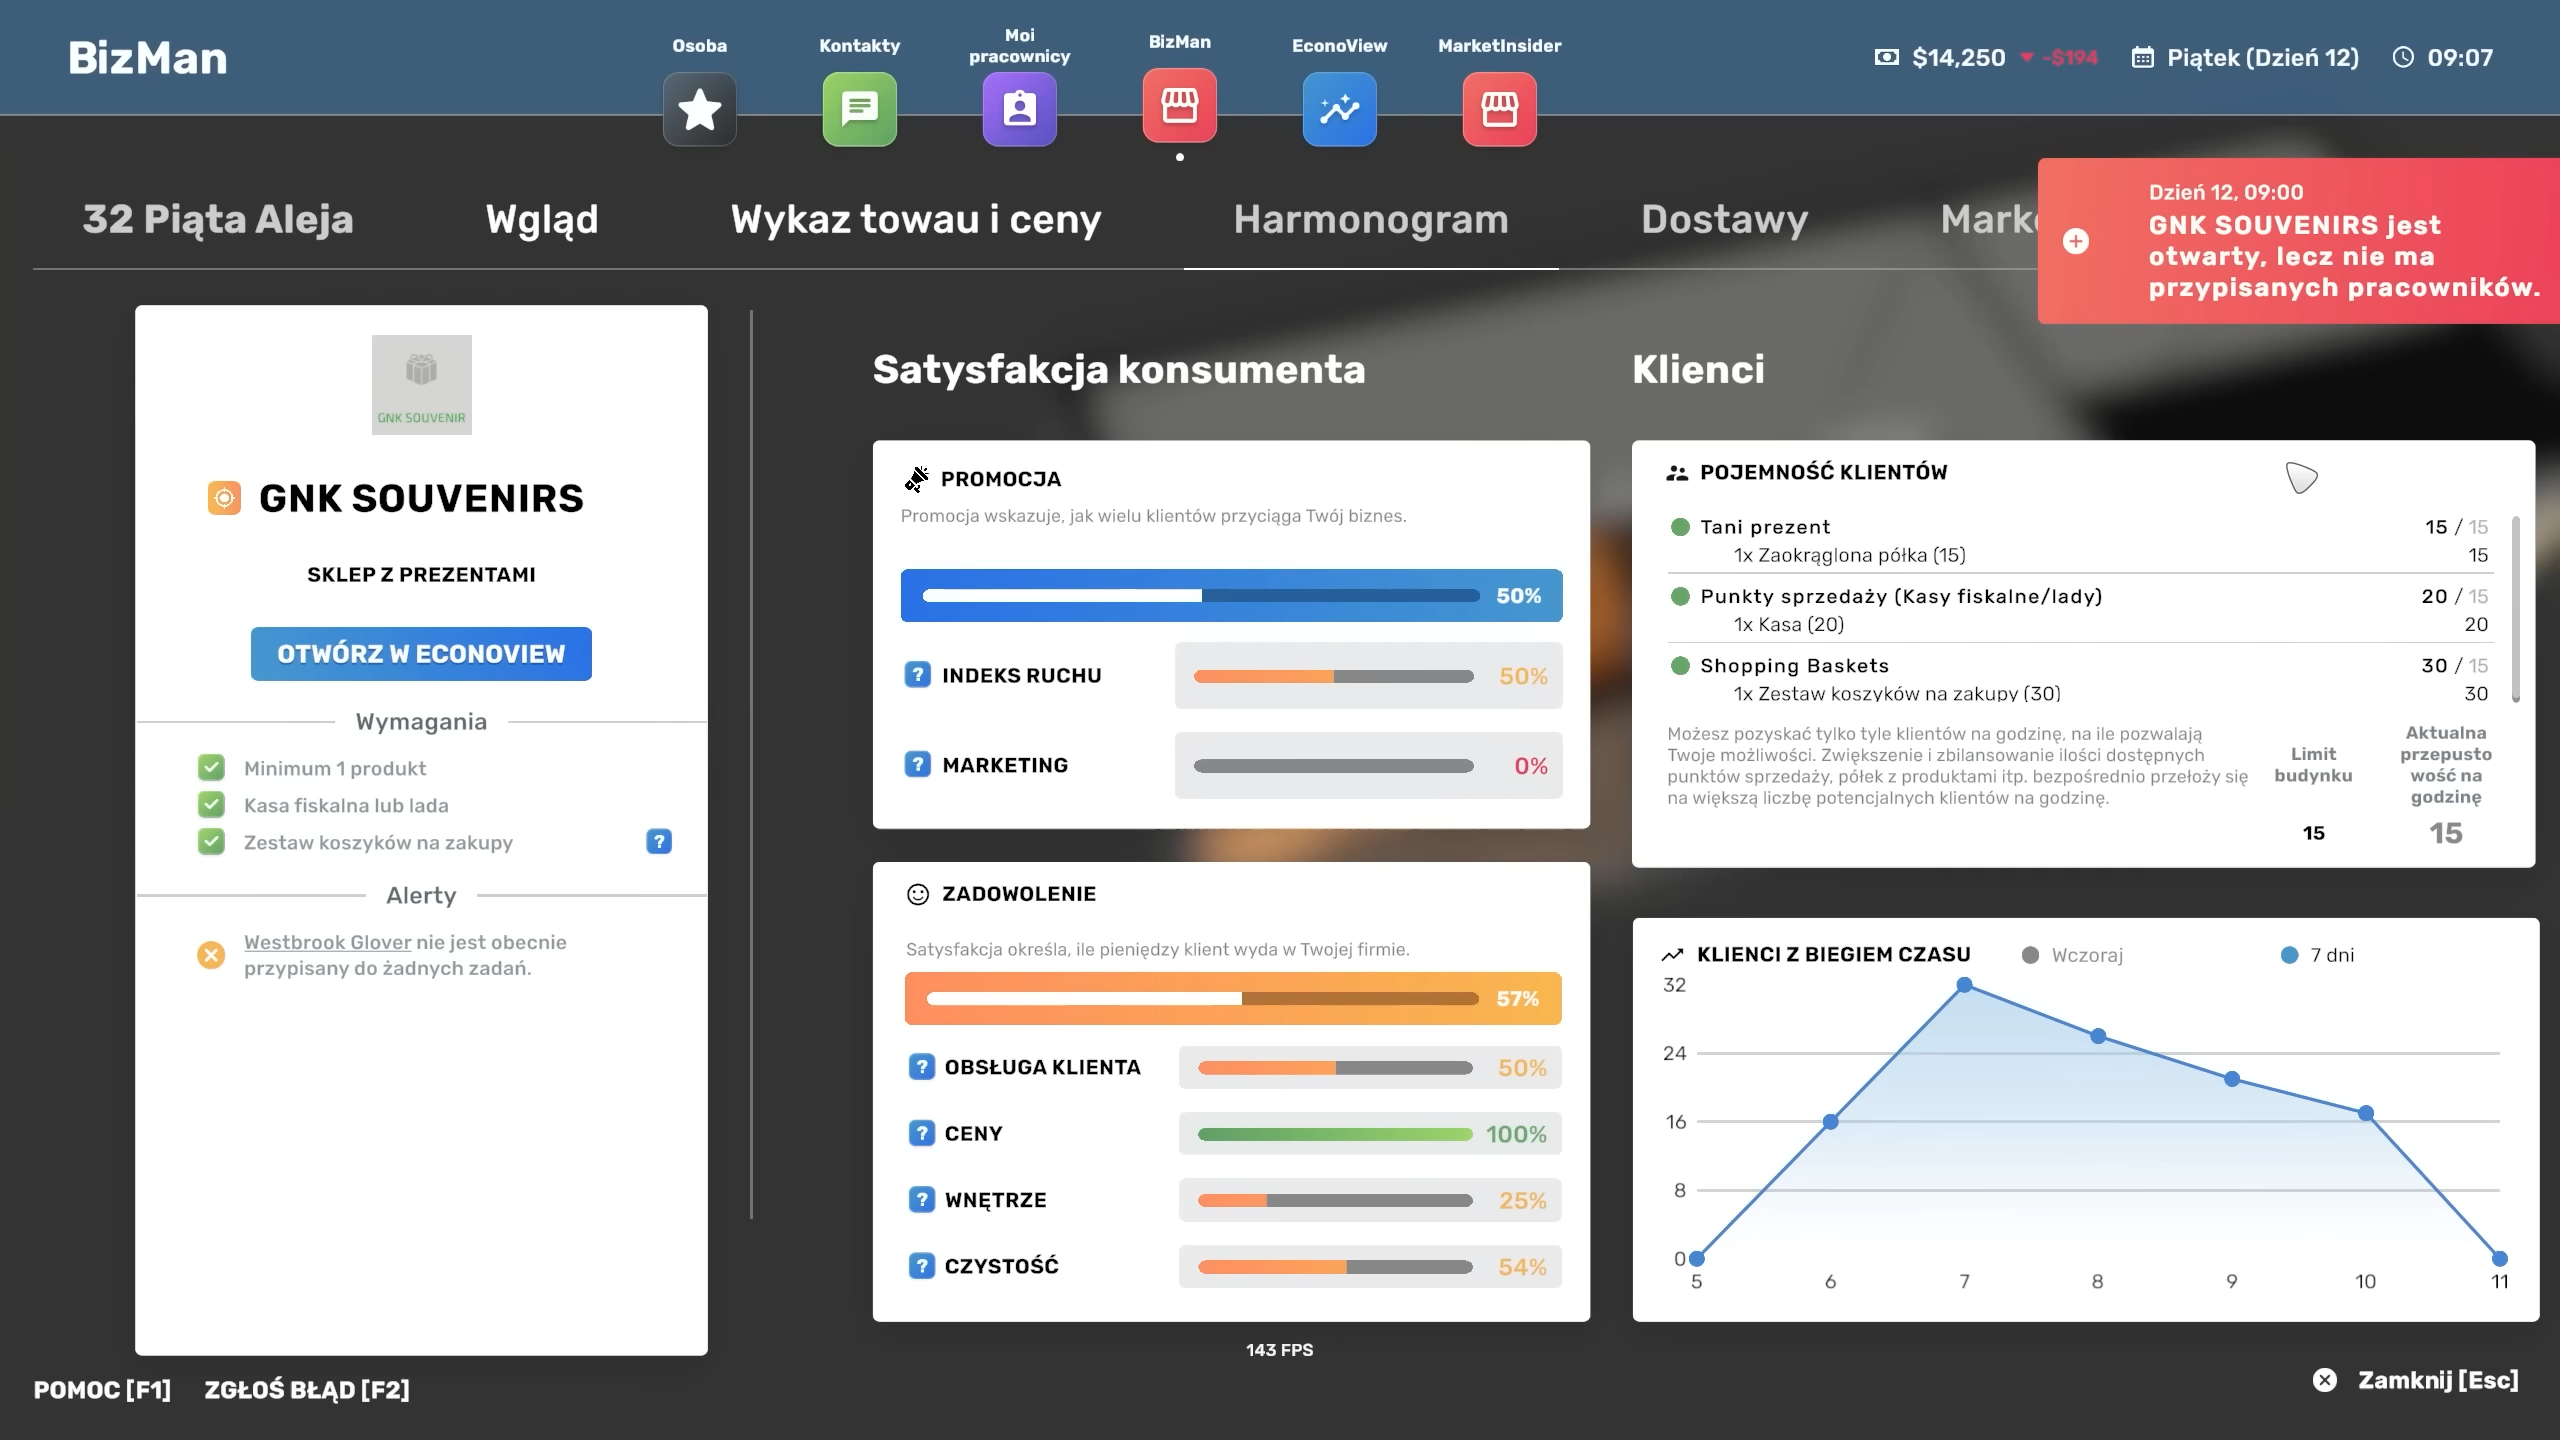 BizMan
Osoba
Kontakty
Moi
pracownicy
BizMan
EconoView
MarketInsider
$14,250
-$194
Piątek (Dzień 12)
09:07
32 Piąta Aleja
Wgląd
Wykaz towau i ceny
Harmonogram
Dostawy
Marke
Dzień 12, 09:00
GNK SOUVENIRS jest
otwarty, lecz nie ma
przypisanych pracowników.
GNK SOUVENIR
GNK SOUVENIRS
SKLEP Z PREZENTAMI
OTWÓRZ W ECONOVIEW
Wymagania
Minimum 1 produkt
Kasa fiskalna lub lada
Zestaw koszyków na zakupy
?
Alerty
Westbrook Glover nie jest obecnie
przypisany do żadnych zadań.
Satysfakcja konsumenta
PROMOCJA
Promocja wskazuje, jak wielu klientów przyciąga Twój biznes.
50%
? INDEKS RUCHU 50%
? MARKETING 0%
ZADOWOLENIE
Satysfakcja określa, ile pieniędzy klient wyda w Twojej firmie.
57%
? OBSŁUGA KLIENTA 50%
? CENY 100%
? WNĘTRZE 25%
? CZYSTOŚĆ 54%
Klienci
POJEMNOŚĆ KLIENTÓW
Tani prezent 15 / 15
1x Zaokrąglona półka (15) 15
Punkty sprzedaży (Kasy fiskalne/lady) 20 / 15
1x Kasa (20) 20
Shopping Baskets 30 / 15
1x Zestaw koszyków na zakupy (30) 30
Możesz pozyskać tylko tyle klientów na godzinę, na ile pozwalają
Twoje możliwości. Zwiększenie i zbilansowanie ilości dostępnych
punktów sprzedaży, półek z produktami itp. bezpośrednio przełoży się
na większą liczbę potencjalnych klientów na godzinę.
Limit
budynku
15
Aktualna
przepusto
wość na
godzinę
15
KLIENCI Z BIEGIEM CZASU
Wczoraj
7 dni
32
24
16
8
0
5 6 7 8 9 10 11
143 FPS
POMOC [F1]
ZGŁOŚ BŁĄD [F2]
Zamknij [Esc]